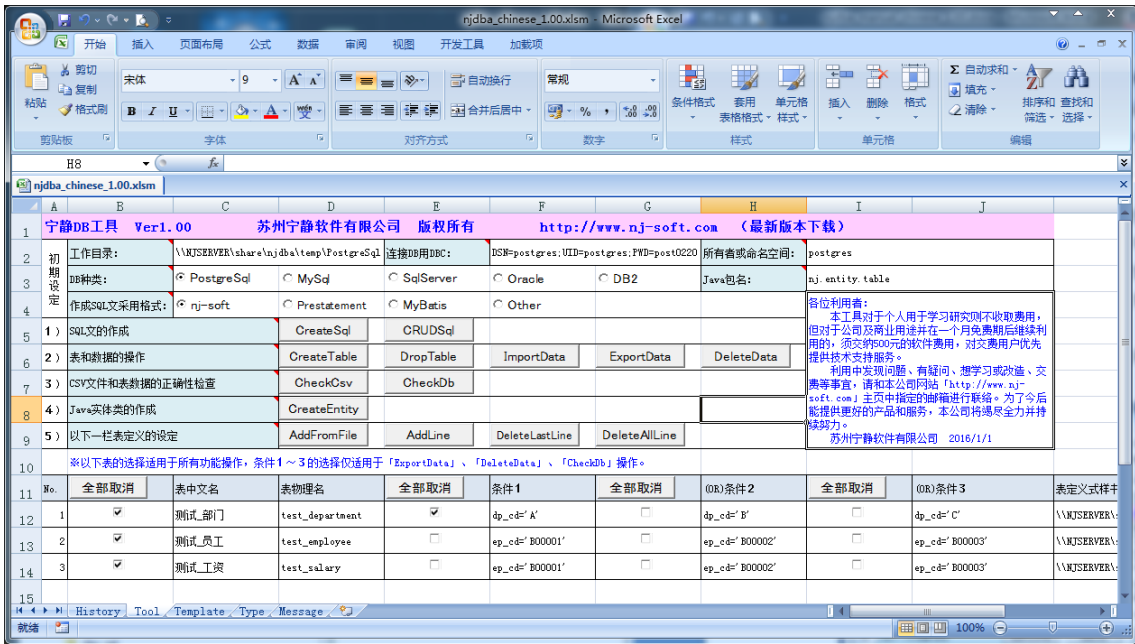 njdba_chinese_1.00.xlsm - Microsoft Excel
开始 插入 页面布局 公式 数据 审阅 视图 开发工具 加载项
粘贴 剪切 复制 格式刷 剪贴板
宋体 9 B I U A 字体
自动换行 合并后居中 对齐方式
常规 % , 数字
条件格式 套用表格格式 单元格样式 样式
插入 删除 格式 单元格
Σ 自动求和 填充 清除 排序和筛选 查找和选择 编辑
H8 fx
njdba_chinese_1.00.xlsm
A B C D E F G H I J
1 宁静DB工具 Ver1.00 苏州宁静软件有限公司 版权所有 http://www.nj-soft.com （最新版本下载）
初期设定
2 工作目录: \\NJSERVER\share\njdba\temp\PostgreSql 连接DB用DBC: DSN=postgres;UID=postgres;PWD=post0220 所有者或命名空间: postgres
3 DB种类: PostgreSql MySql SqlServer Oracle DB2 Java包名: nj.entity.table
4 作成SQL文采用格式: nj-soft Prestatement MyBatis Other
5 1) SQL文的作成 CreateSql CRUDSql
6 2) 表和数据的操作 CreateTable DropTable ImportData ExportData DeleteData
7 3) CSV文件和表数据的正确性检查 CheckCsv CheckDb
8 4) Java实体类的作成 CreateEntity
9 5) 以下一栏表定义的设定 AddFromFile AddLine DeleteLastLine DeleteAllLine
各位利用者:
本工具对于个人用于学习研究则不收取费用，
但对于公司及商业用途并在一个月免费期后继续利
用的，须交纳500元的软件费用，对交费用户优先
提供技术支持服务。
利用中发现问题、有疑问、想学习或改造、交
费等事宜，请和本公司网站「http://www.nj-
soft.com」主页中指定的邮箱进行联络。为了今后
能提供更好的产品和服务，本公司将竭尽全力并持
续努力。
苏州宁静软件有限公司 2016/1/1
10 ※以下表的选择适用于所有功能操作，条件1～3的选择仅适用于「ExportData」、「DeleteData」、「CheckDb」操作。
11 No. 全部取消 表中文名 表物理名 全部取消 条件1 全部取消 (OR)条件2 全部取消 (OR)条件3 表定义式样
12 1 测试_部门 test_department dp_cd='A' dp_cd='B' dp_cd='C' \\NJSERVER\
13 2 测试_员工 test_employee ep_cd='B00001' ep_cd='B00002' ep_cd='B00003' \\NJSERVER\
14 3 测试_工资 test_salary ep_cd='B00001' ep_cd='B00002' ep_cd='B00003' \\NJSERVER\
15
History Tool Template Type Message
就绪 100%